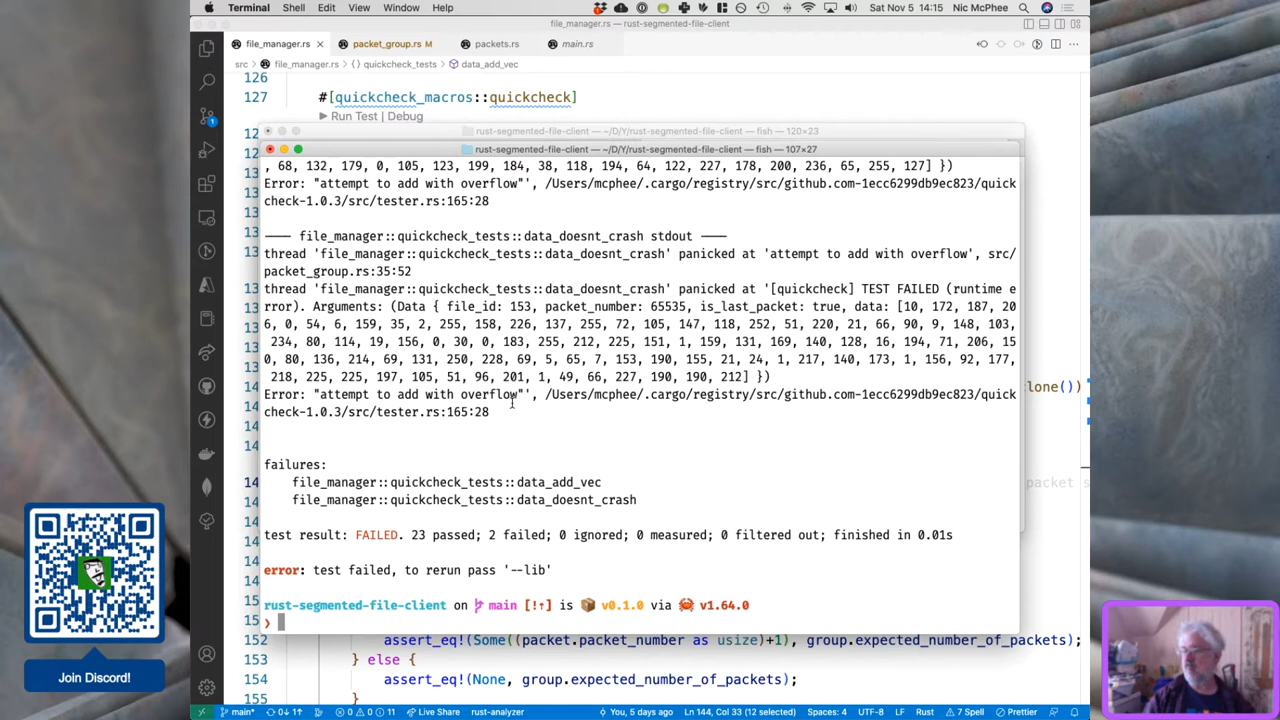 Terminal Shell Edit View Window Help Sat Nov 5 14:15 Nic McPhee
file_manager.rs — rust-segmented-file-client
file_manager.rs packet_group.rs M packets.rs main.rs
src > file_manager.rs > {} quickcheck_tests > data_add_vec
126
127 #[quickcheck_macros::quickcheck]
▶ Run Test | Debug
rust-segmented-file-client — ~/D/Y/rust-segmented-file-client — fish — 120×23
rust-segmented-file-client — ~/D/Y/rust-segmented-file-client — fish — 107×27
, 68, 132, 179, 0, 105, 123, 199, 184, 38, 118, 194, 64, 122, 227, 178, 200, 236, 65, 255, 127] })
Error: "attempt to add with overflow"', /Users/mcphee/.cargo/registry/src/github.com-1ecc6299db9ec823/quick
check-1.0.3/src/tester.rs:165:28
---- file_manager::quickcheck_tests::data_doesnt_crash stdout ----
thread 'file_manager::quickcheck_tests::data_doesnt_crash' panicked at 'attempt to add with overflow', src/
packet_group.rs:35:52
thread 'file_manager::quickcheck_tests::data_doesnt_crash' panicked at '[quickcheck] TEST FAILED (runtime e
rror). Arguments: (Data { file_id: 153, packet_number: 65535, is_last_packet: true, data: [10, 172, 187, 20
6, 0, 54, 6, 159, 35, 2, 255, 158, 226, 137, 255, 72, 105, 147, 118, 252, 51, 220, 21, 66, 90, 9, 148, 103,
234, 80, 114, 19, 156, 0, 30, 0, 183, 255, 212, 225, 151, 1, 159, 131, 169, 140, 128, 16, 194, 71, 206, 15
0, 80, 136, 214, 69, 131, 250, 228, 69, 5, 65, 7, 153, 190, 155, 21, 24, 1, 217, 140, 173, 1, 156, 92, 177,
218, 225, 225, 197, 105, 51, 96, 201, 1, 49, 66, 227, 190, 190, 212] })
Error: "attempt to add with overflow"', /Users/mcphee/.cargo/registry/src/github.com-1ecc6299db9ec823/quick
check-1.0.3/src/tester.rs:165:28
lone())
failures:
file_manager::quickcheck_tests::data_add_vec
packet s
file_manager::quickcheck_tests::data_doesnt_crash
test result: FAILED. 23 passed; 2 failed; 0 ignored; 0 measured; 0 filtered out; finished in 0.01s
error: test failed, to rerun pass '--lib'
rust-segmented-file-client on main [!↑] is 📦 v0.1.0 via 🦀 v1.64.0
❯
152 assert_eq!(Some((packet.packet_number as usize)+1), group.expected_number_of_packets);
153 } else {
154 assert_eq!(None, group.expected_number_of_packets);
155 }
main* 0↓ 1↑ 0 0 11 Live Share rust-analyzer You, 5 days ago Ln 144, Col 33 (12 selected) Spaces: 4 UTF-8 LF Rust 7 Spell Prettier
Join Discord!